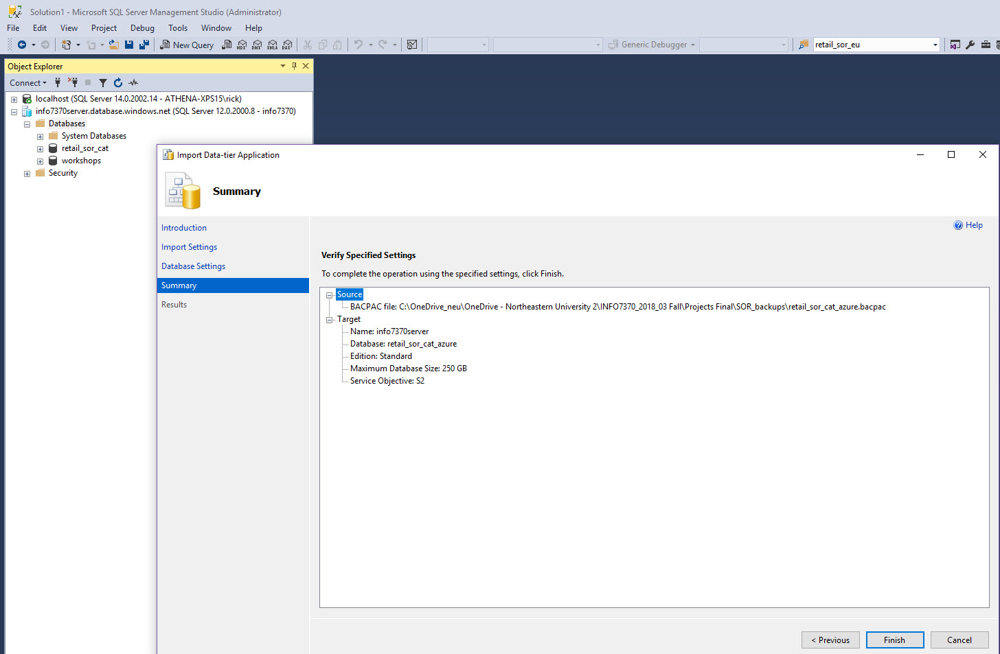 Solution1 - Microsoft SQL Server Management Studio (Administrator)
File Edit View Project Debug Tools Window Help
New Query MDX DMX XMLA DAX Generic Debugger retail_sor_eu
Object Explorer
Connect
localhost (SQL Server 14.0.2002.14 - ATHENA-XPS15\rick)
info7370server.database.windows.net (SQL Server 12.0.2000.8 - info7370)
Databases
System Databases
retail_sor_cat
workshops
Security
Import Data-tier Application
Summary
Introduction
Import Settings
Database Settings
Summary
Results
Help
Verify Specified Settings
To complete the operation using the specified settings, click Finish.
Source
BACPAC file: C:\OneDrive_neu\OneDrive - Northeastern University 2\INFO7370_2018_03 Fall\Projects Final\SOR_backups\retail_sor_cat_azure.bacpac
Target
Name: info7370server
Database: retail_sor_cat_azure
Edition: Standard
Maximum Database Size: 250 GB
Service Objective: S2
< Previous Finish Cancel